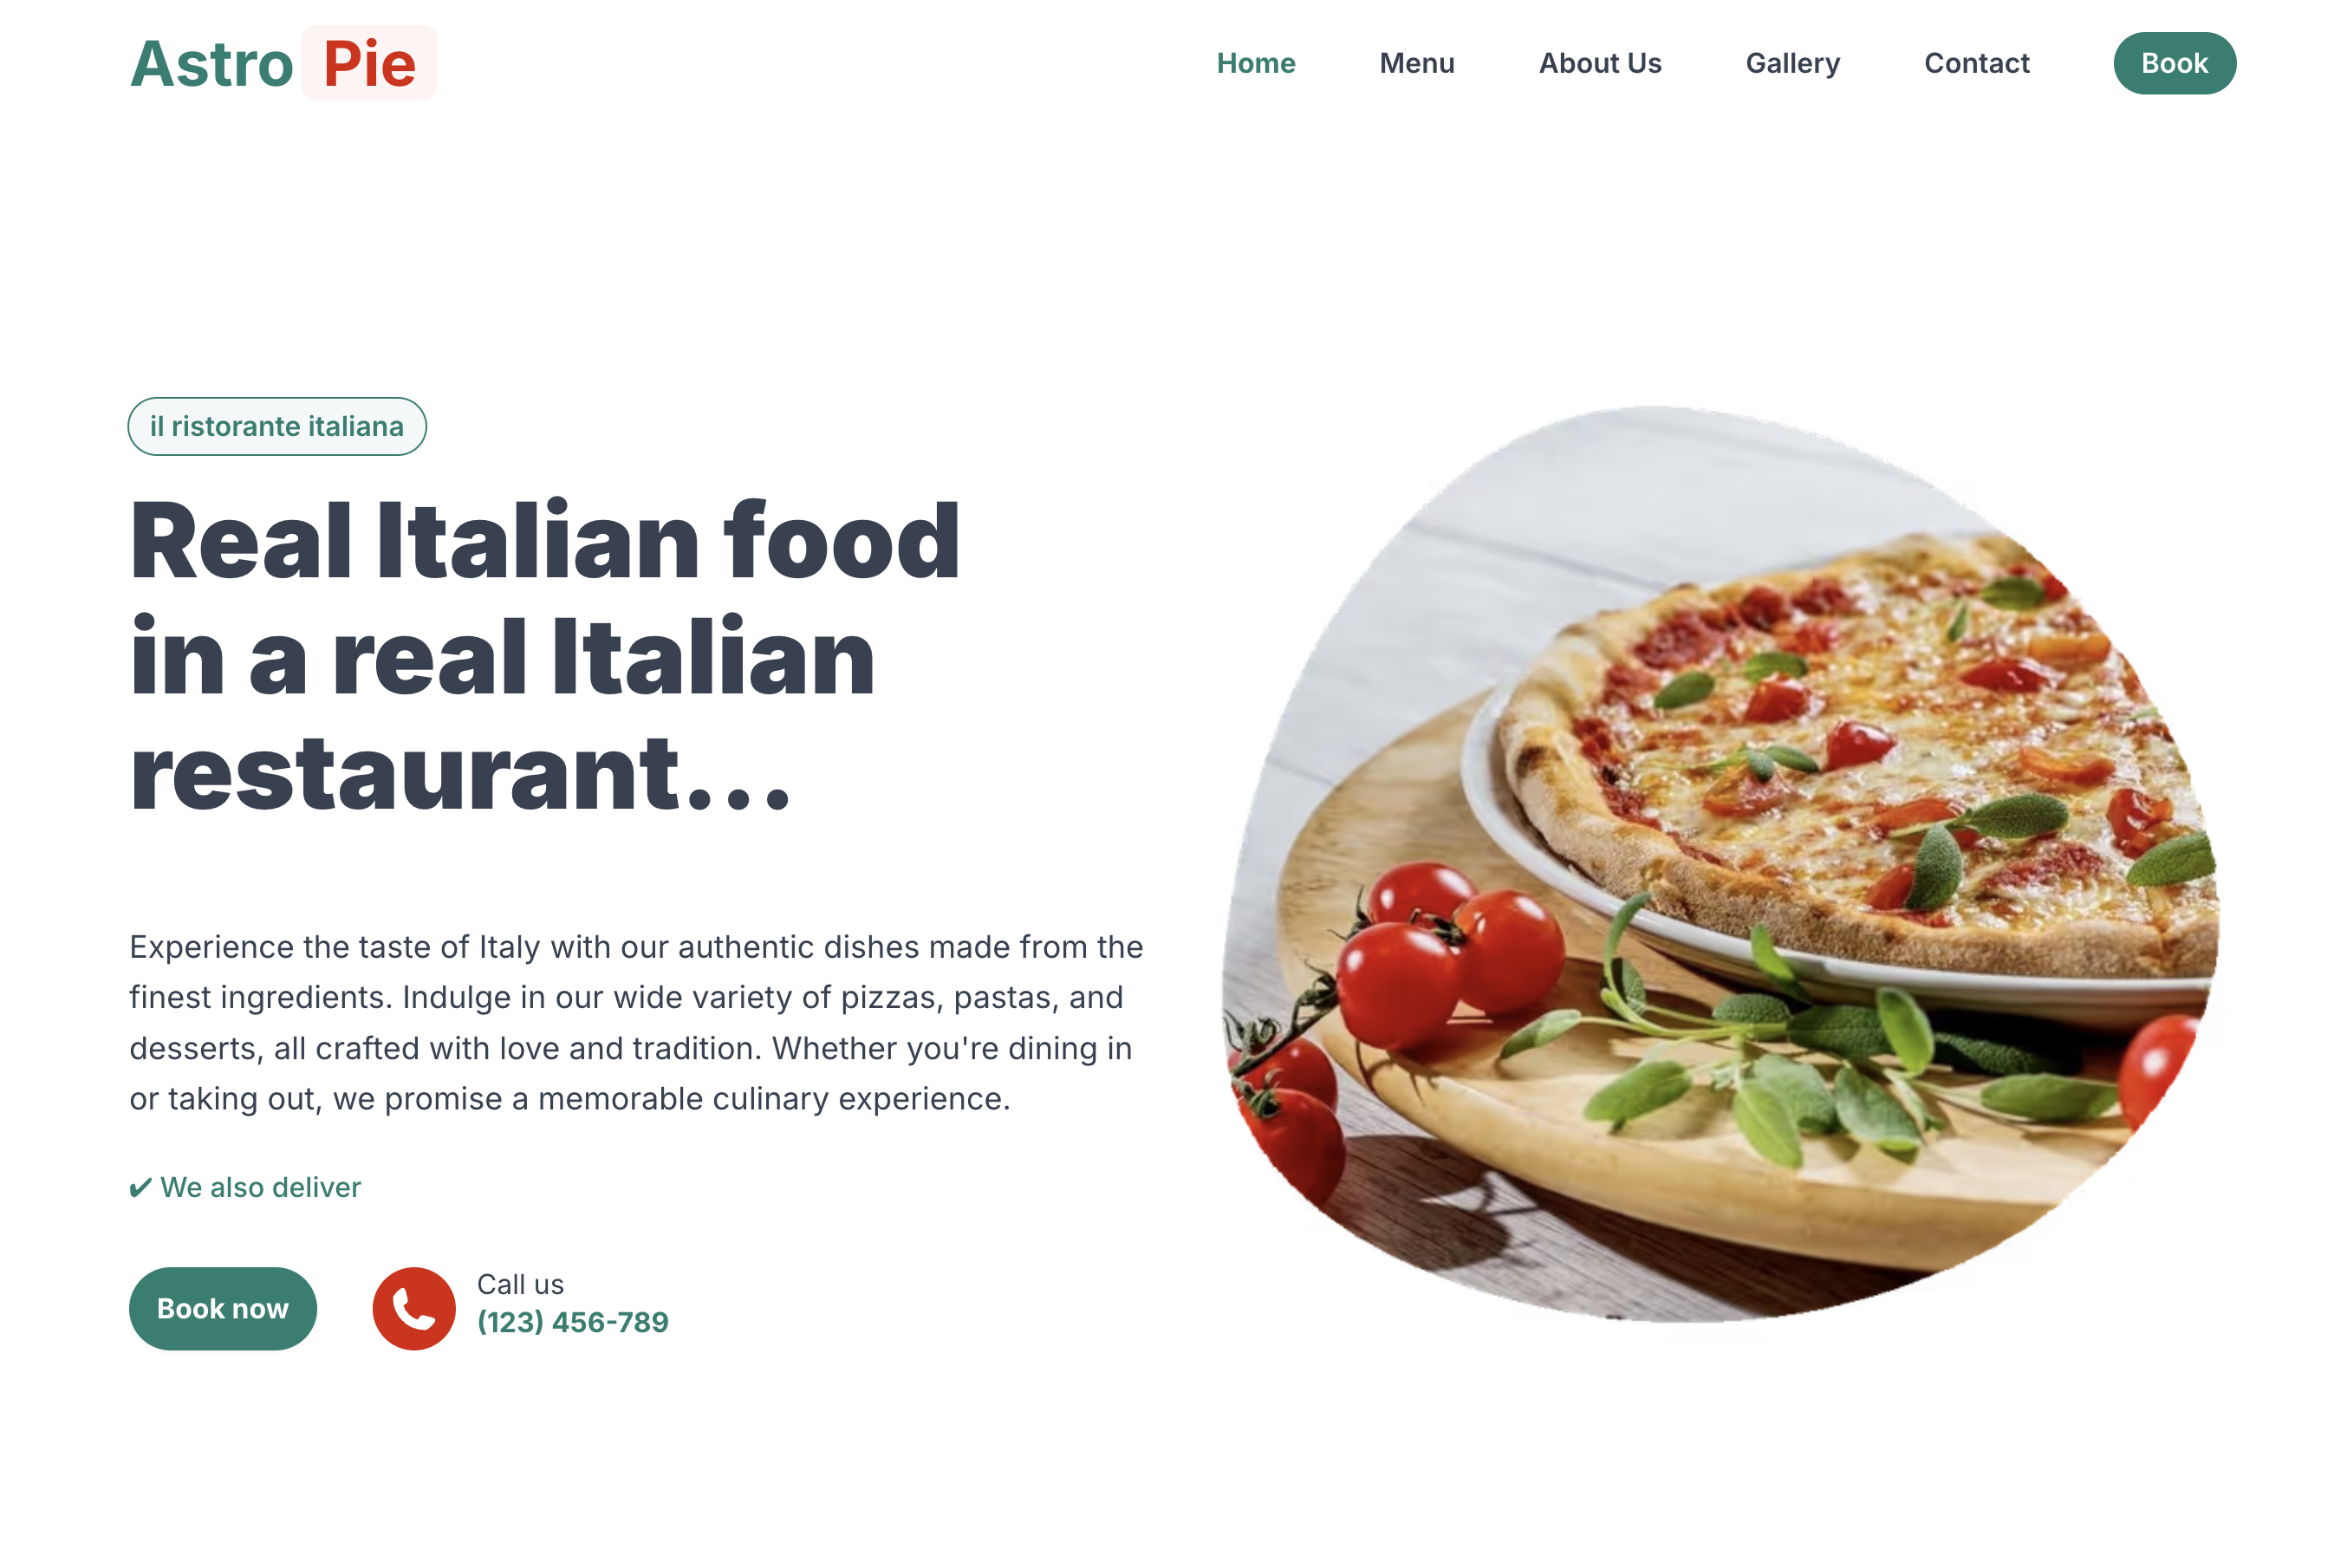 Astro Pie
Home Menu About Us Gallery Contact Book
il ristorante italiana
Real Italian food
in a real Italian
restaurant...
Experience the taste of Italy with our authentic dishes made from the
finest ingredients. Indulge in our wide variety of pizzas, pastas, and
desserts, all crafted with love and tradition. Whether you're dining in
or taking out, we promise a memorable culinary experience.
✔ We also deliver
Book now
Call us
(123) 456-789